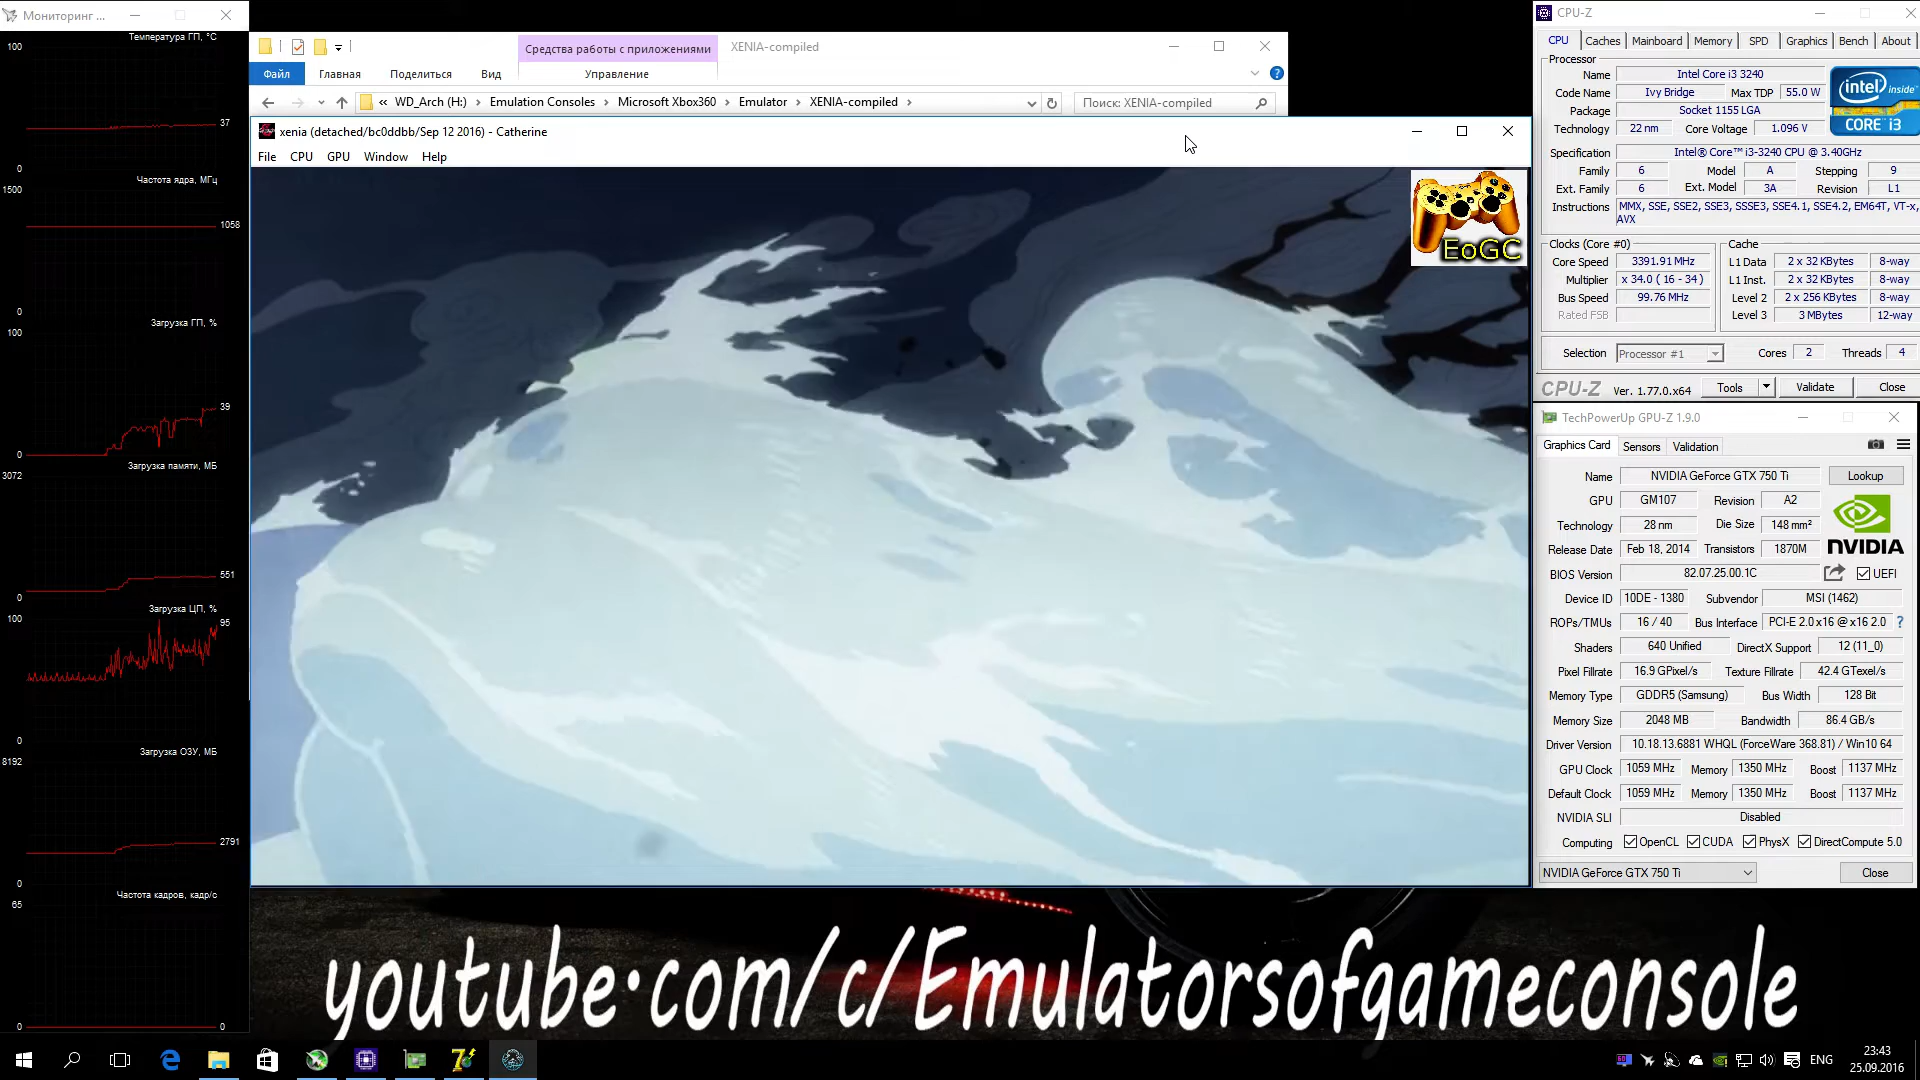 Мониторинг ...
Температура ГП, °C
100
37
0
Частота ядра, МГц
1500
1058
0
Загрузка ГП, %
100
39
0
Загрузка памяти, МБ
3072
551
0
Загрузка ЦП, %
100
95
0
Загрузка ОЗУ, МБ
8192
2791
0
Частота кадров, кадр/с
65
0
0
Средства работы с приложениями
XENIA-compiled
Файл
Главная
Поделиться
Вид
Управление
« WD_Arch (H:) › Emulation Consoles › Microsoft Xbox360 › Emulator › XENIA-compiled ›
Поиск: XENIA-compiled
xenia (detached/bc0ddbb/Sep 12 2016) - Catherine
File CPU GPU Window Help
EoGC
CPU-Z
CPU Caches Mainboard Memory SPD Graphics Bench About
Processor
Name Intel Core i3 3240
Code Name Ivy Bridge Max TDP 55.0 W
Package Socket 1155 LGA
Technology 22 nm Core Voltage 1.096 V
intel inside™
CORE i3
Specification Intel® Core™ i3-3240 CPU @ 3.40GHz
Family 6 Model A Stepping 9
Ext. Family 6 Ext. Model 3A Revision L1
Instructions MMX, SSE, SSE2, SSE3, SSSE3, SSE4.1, SSE4.2, EM64T, VT-x,
AVX
Clocks (Core #0)
Core Speed 3391.91 MHz
Multiplier x 34.0 ( 16 - 34 )
Bus Speed 99.76 MHz
Rated FSB
Cache
L1 Data 2 x 32 KBytes 8-way
L1 Inst. 2 x 32 KBytes 8-way
Level 2 2 x 256 KBytes 8-way
Level 3 3 MBytes 12-way
Selection Processor #1 Cores 2 Threads 4
CPU-Z Ver. 1.77.0.x64 Tools Validate Close
TechPowerUp GPU-Z 1.9.0
Graphics Card Sensors Validation
Name NVIDIA GeForce GTX 750 Ti Lookup
GPU GM107 Revision A2
Technology 28 nm Die Size 148 mm²
Release Date Feb 18, 2014 Transistors 1870M
NVIDIA
BIOS Version 82.07.25.00.1C UEFI
Device ID 10DE - 1380 Subvendor MSI (1462)
ROPs/TMUs 16 / 40 Bus Interface PCI-E 2.0 x16 @ x16 2.0 ?
Shaders 640 Unified DirectX Support 12 (11_0)
Pixel Fillrate 16.9 GPixel/s Texture Fillrate 42.4 GTexel/s
Memory Type GDDR5 (Samsung) Bus Width 128 Bit
Memory Size 2048 MB Bandwidth 86.4 GB/s
Driver Version 10.18.13.6881 WHQL (ForceWare 368.81) / Win10 64
GPU Clock 1059 MHz Memory 1350 MHz Boost 1137 MHz
Default Clock 1059 MHz Memory 1350 MHz Boost 1137 MHz
NVIDIA SLI Disabled
Computing OpenCL CUDA PhysX DirectCompute 5.0
NVIDIA GeForce GTX 750 Ti Close
youtube.com/c/Emulatorsofgameconsole
ENG
23:43
25.09.2016